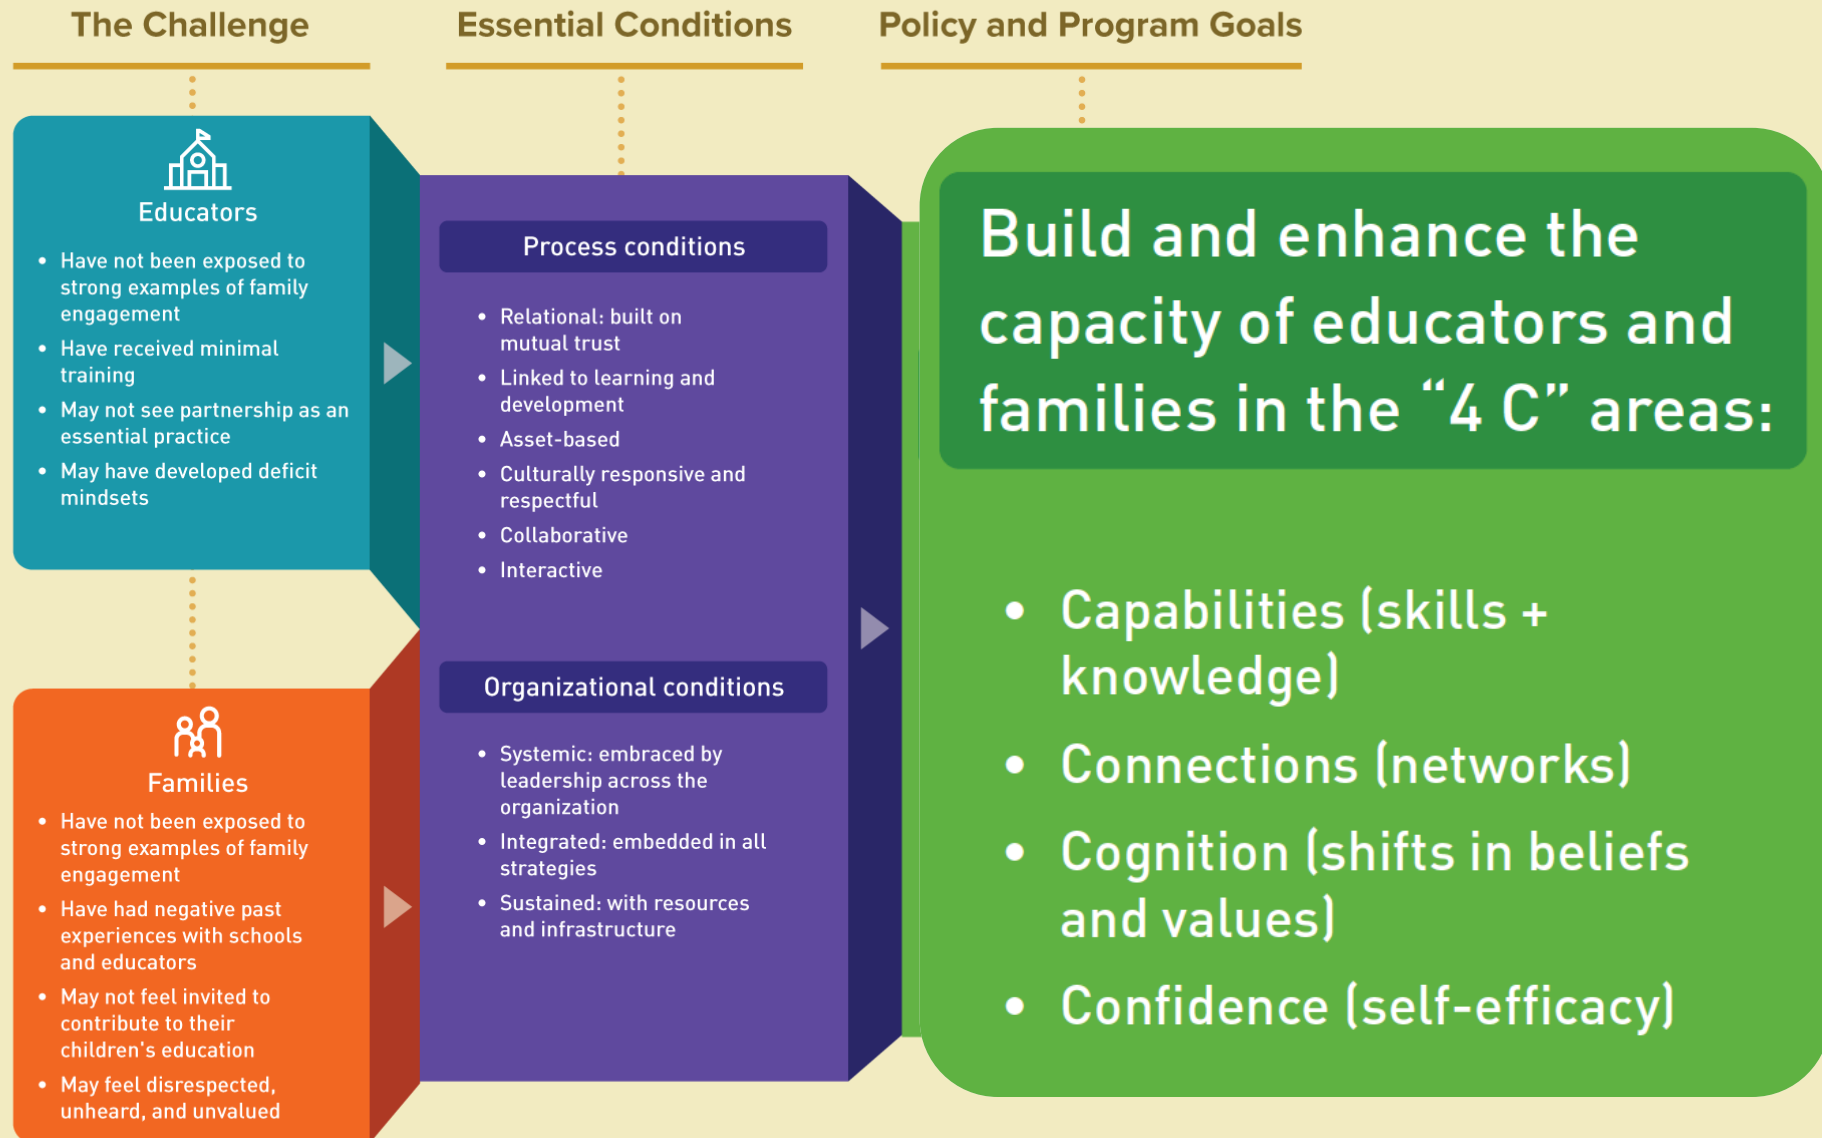 The Challenge
Essential Conditions
Policy and Program Goals
Educators
• Have not been exposed to
strong examples of family
engagement
• Have received minimal
training
• May not see partnership as an
essential practice
• May have developed deficit
mindsets
Families
• Have not been exposed to
strong examples of family
engagement
• Have had negative past
experiences with schools
and educators
• May not feel invited to
contribute to their
children's education
• May feel disrespected,
unheard, and unvalued
Process conditions
• Relational: built on
mutual trust
• Linked to learning and
development
• Asset-based
• Culturally responsive and
respectful
• Collaborative
• Interactive
Organizational conditions
• Systemic: embraced by
leadership across the
organization
• Integrated: embedded in all
strategies
• Sustained: with resources
and infrastructure
Build and enhance the
capacity of educators and
families in the “4 C” areas:
• Capabilities (skills +
knowledge)
• Connections (networks)
• Cognition (shifts in beliefs
and values)
• Confidence (self-efficacy)